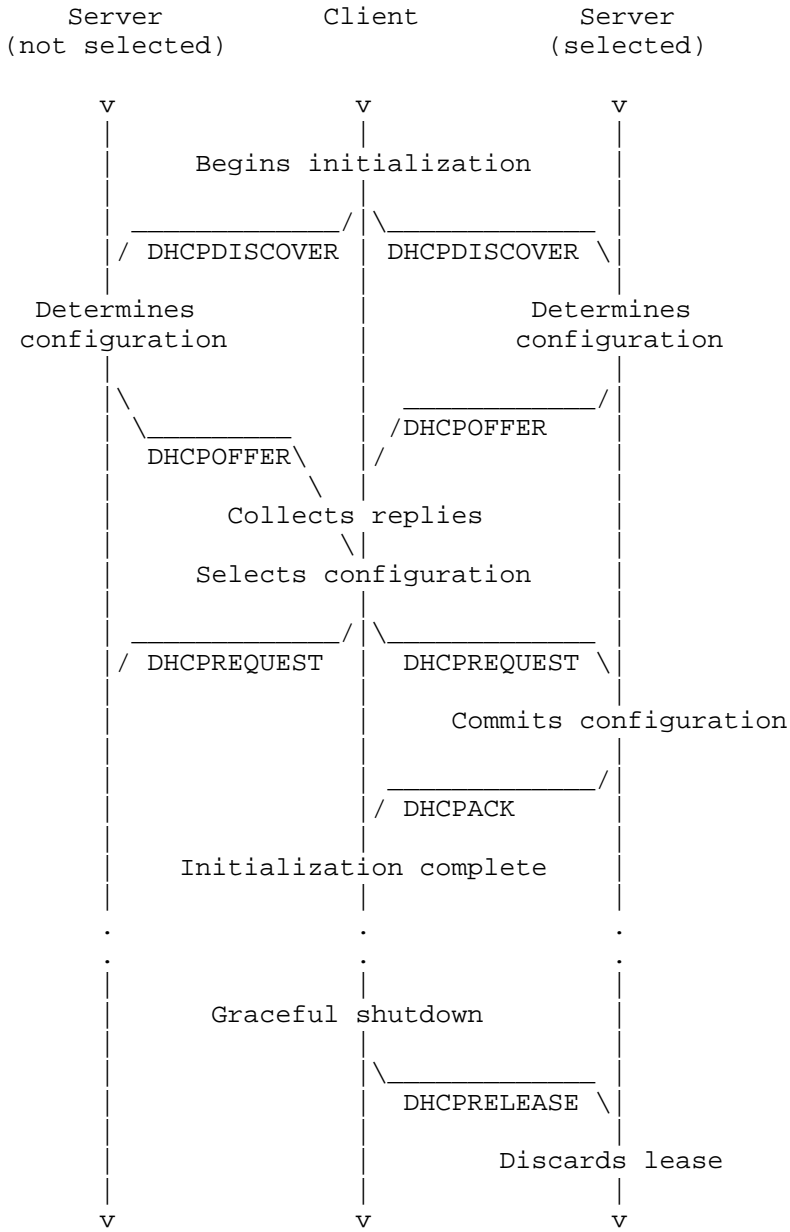 Server Client Server
(not selected) (selected)
v v v
Begins initialization
DHCPDISCOVER DHCPDISCOVER
Determines Determines
configuration configuration
DHCPOFFER
DHCPOFFER
Collects replies
Selects configuration
DHCPREQUEST DHCPREQUEST
Commits configuration
DHCPACK
Initialization complete
. . .
. . .
Graceful shutdown
DHCPRELEASE
Discards lease
v v v